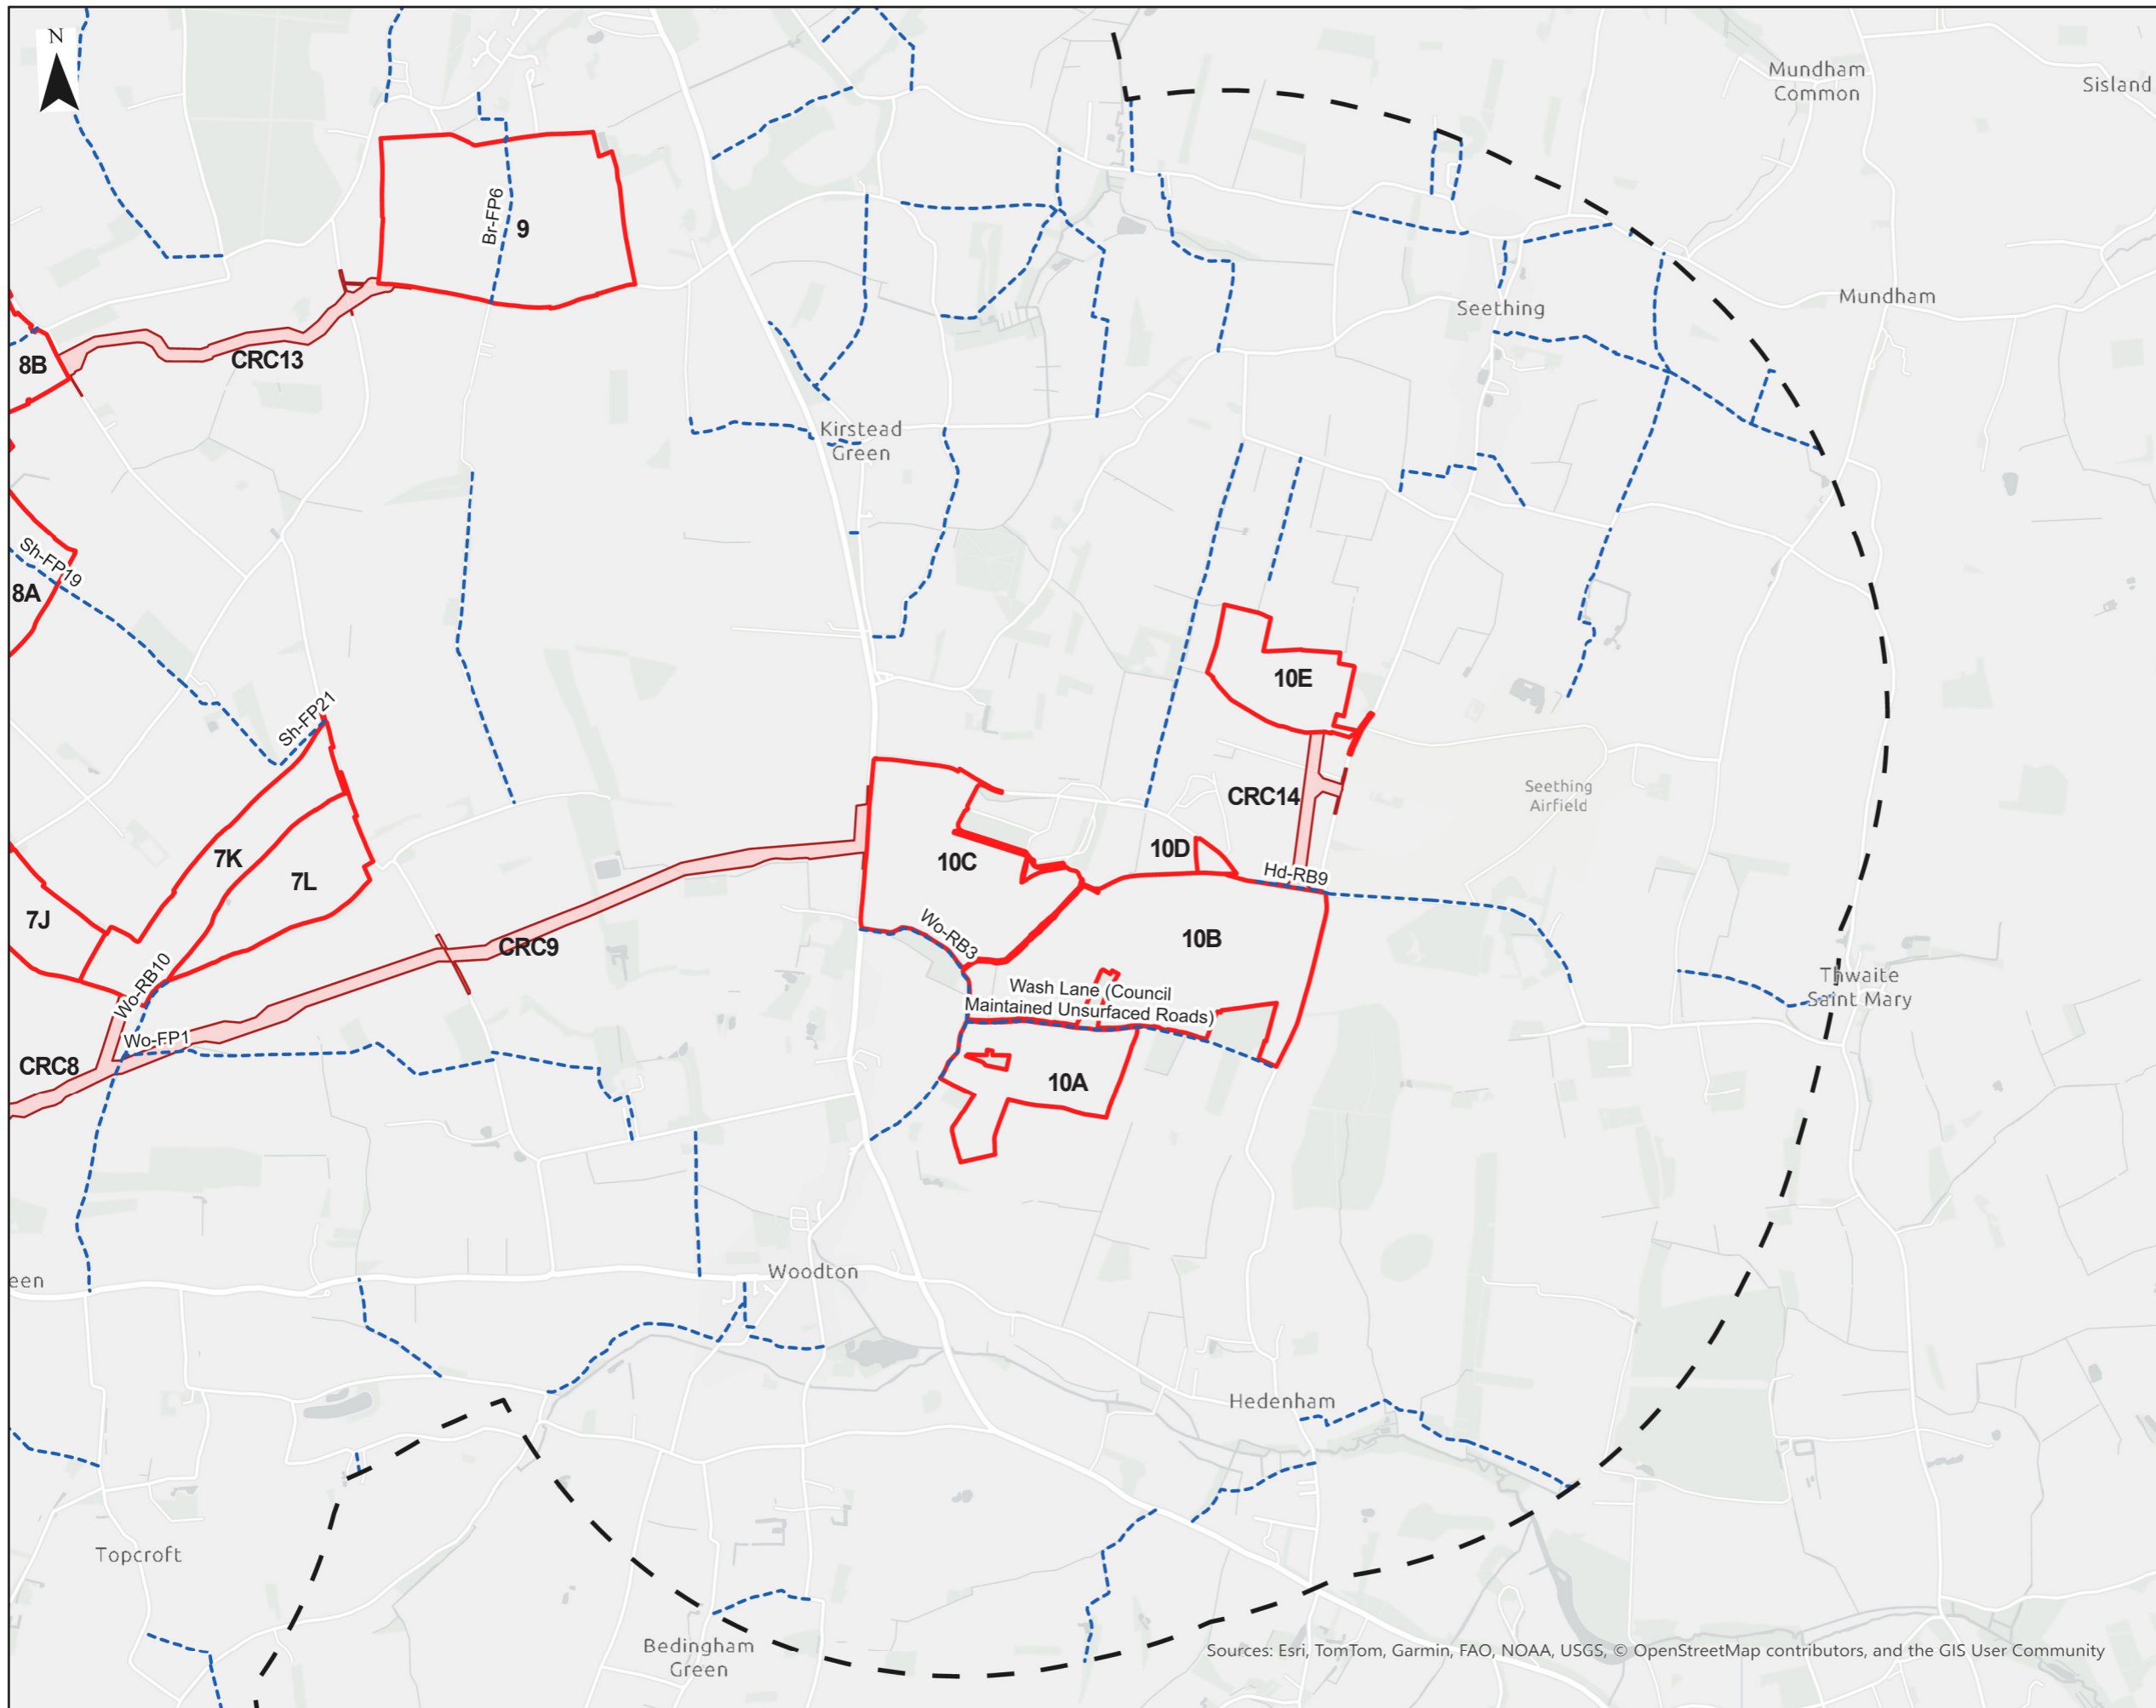 N
Mundham
Common
Sisland
Br-FP6
9
Mundham
Seething
8B
CRC13
Kirstead
Green
Sh-FP19
8A
10E
Sh-FP21
CRC14
Seething
Airfield
7K
7L
10C
10D
Hd-RB9
7J
Wo-RB3
10B
CRC9
Wo-RB10
Wash Lane (Council
Maintained Unsurfaced Roads)
Thwaite
Saint Mary
Wo-FP1
CRC8
10A
een
Woodton
Hedenham
Topcroft
Bedingham
Green
Sources: Esri, TomTom, Garmin, FAO, NOAA, USGS, © OpenStreetMap contributors, and the GIS User Community